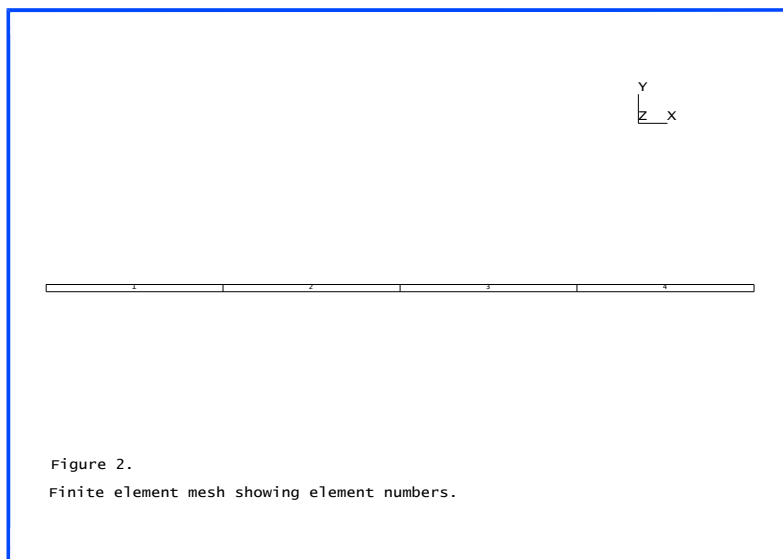 Y
Z X
1 2 3 4
Figure 2.
Finite element mesh showing element numbers.